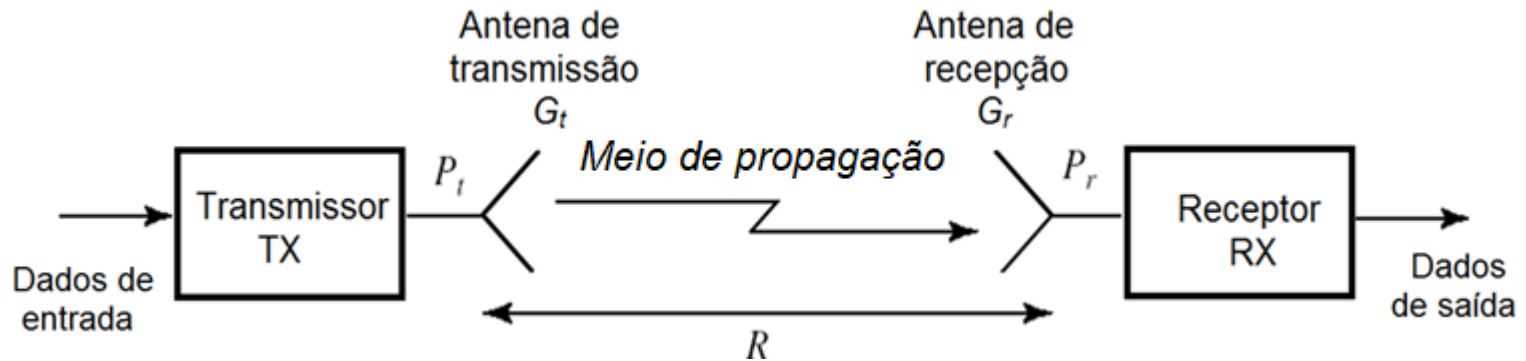 Antena de
transmissão
Gt
Antena de
recepção
Gr
Meio de propagação
Pt
Pr
Transmissor
TX
Receptor
RX
Dados de
entrada
Dados
de saída
R